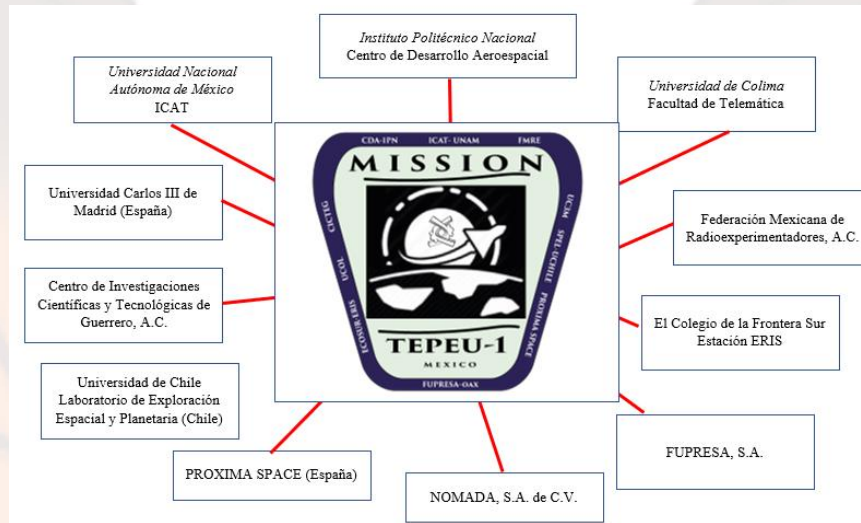 Instituto Politécnico Nacional
Centro de Desarrollo Aeroespacial
Universidad Nacional
Autónoma de México
ICAT
Universidad de Colima
Facultad de Telemática
Universidad Carlos III de
Madrid (España)
Federación Mexicana de
Radioexperimentadores, A.C.
Centro de Investigaciones
Científicas y Tecnológicas de
Guerrero, A.C.
El Colegio de la Frontera Sur
Estación ERIS
Universidad de Chile
Laboratorio de Exploración
Espacial y Planetaria (Chile)
FUPRESA, S.A.
PROXIMA SPACE (España)
NOMADA, S.A. de C.V.
CDA-IPN ICAT- UNAM FMRE
MISSION
CICTEG
UCOL
ECOSUR-ERIS
UC3M
SPEL-UCHILE
PROXIMA SPACE
TEPEU-1
MEXICO
FUPRESA-OAX